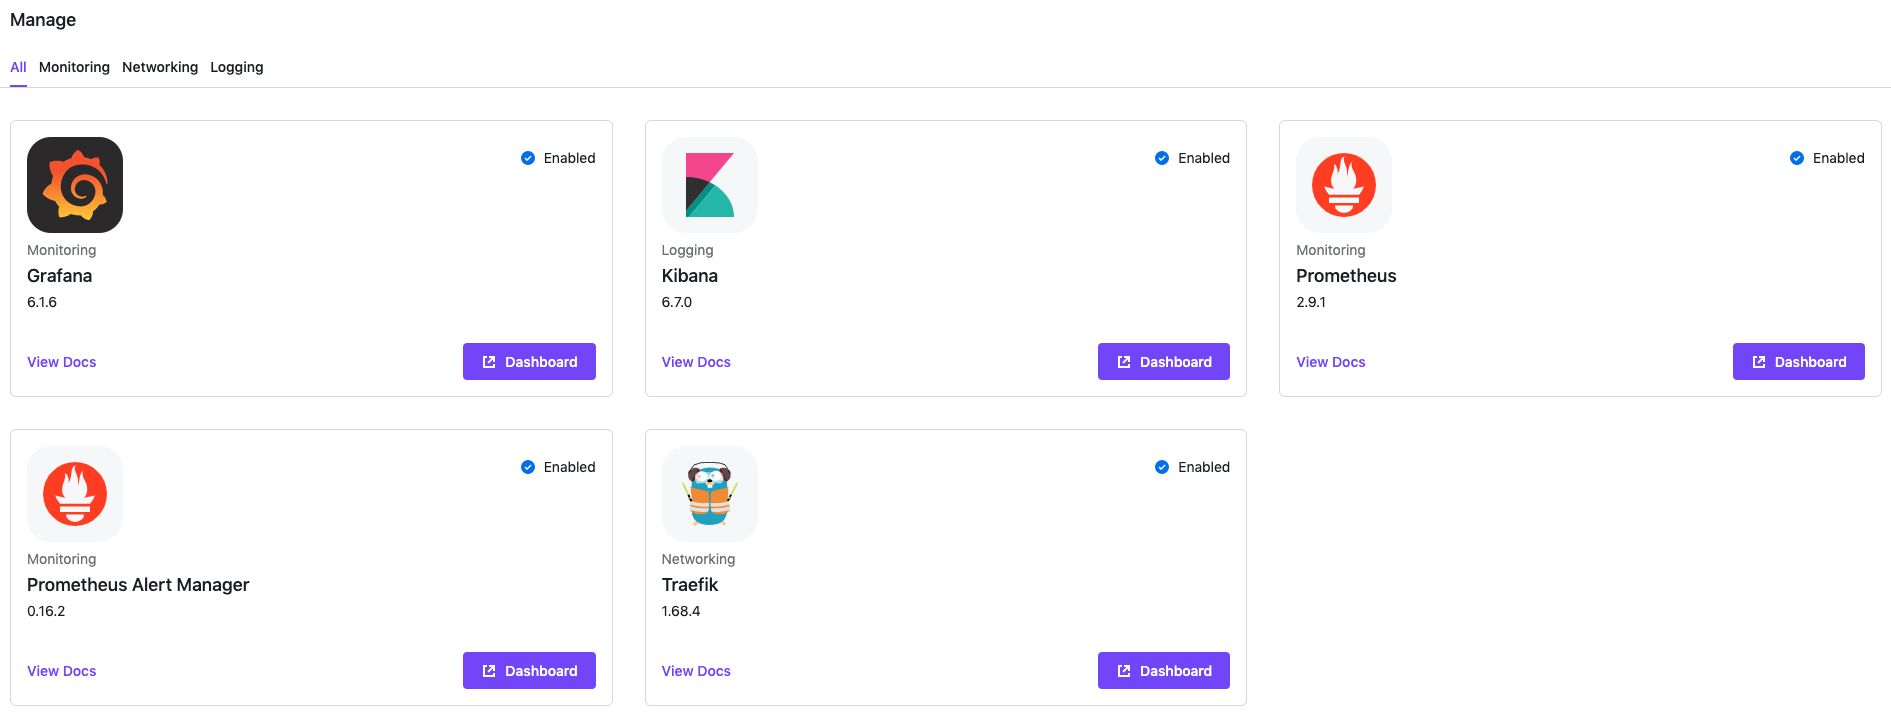 Manage
All Monitoring Networking Logging
Enabled
Monitoring
Grafana
6.1.6
View Docs
Dashboard
Enabled
Logging
Kibana
6.7.0
View Docs
Dashboard
Enabled
Monitoring
Prometheus
2.9.1
View Docs
Dashboard
Enabled
Monitoring
Prometheus Alert Manager
0.16.2
View Docs
Dashboard
Enabled
Networking
Traefik
1.68.4
View Docs
Dashboard